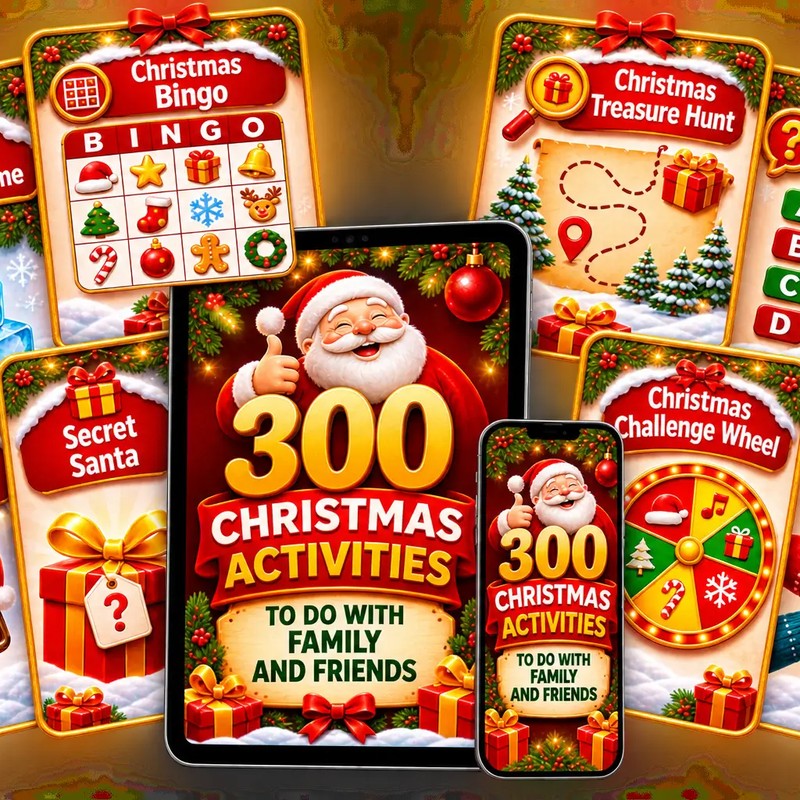 Christmas
Bingo
B I N G O
Christmas
Treasure Hunt
?
me
A
B
C
D
Secret
Santa
?
300
CHRISTMAS
ACTIVITIES
TO DO WITH
FAMILY
AND FRIENDS
300
CHRISTMAS
ACTIVITIES
TO DO WITH
FAMILY
AND FRIENDS
Christmas
Challenge Wheel